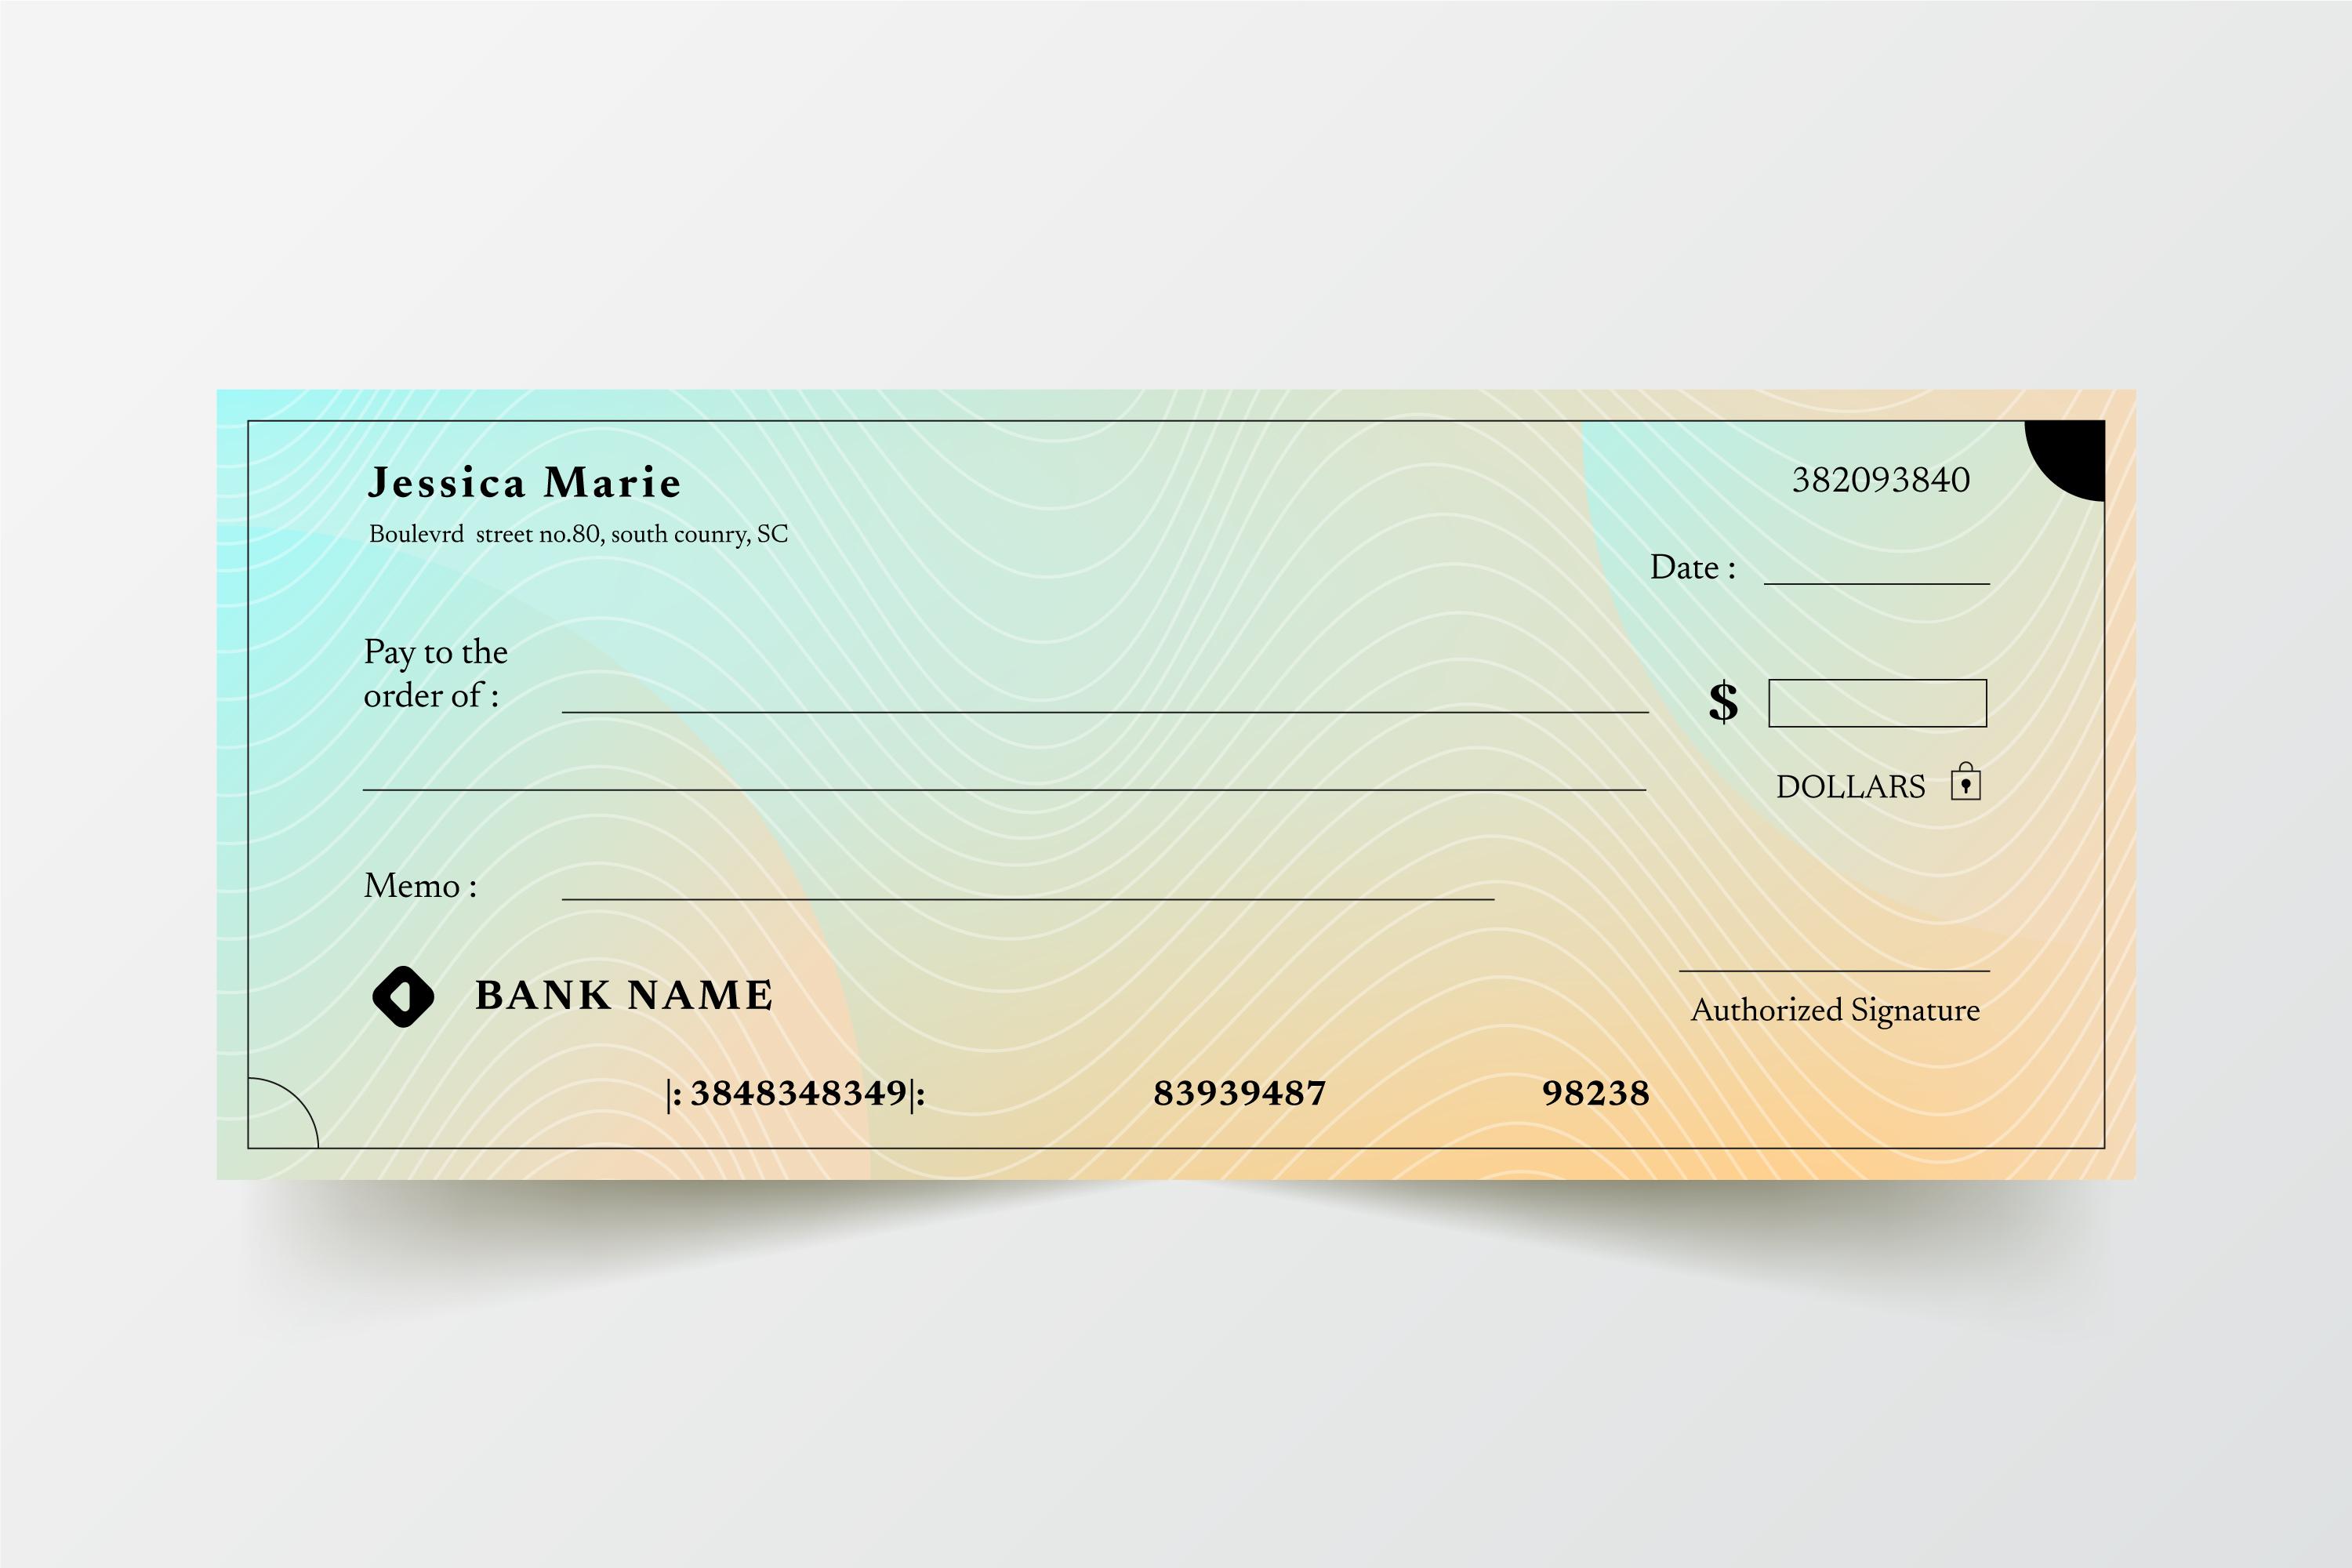 Jessica Marie
382093840
Boulevrd street no.80, south counry, SC
Date :
Pay to the
order of :
$
DOLLARS
Memo :
BANK NAME
Authorized Signature
|: 3848348349|: 83939487 98238